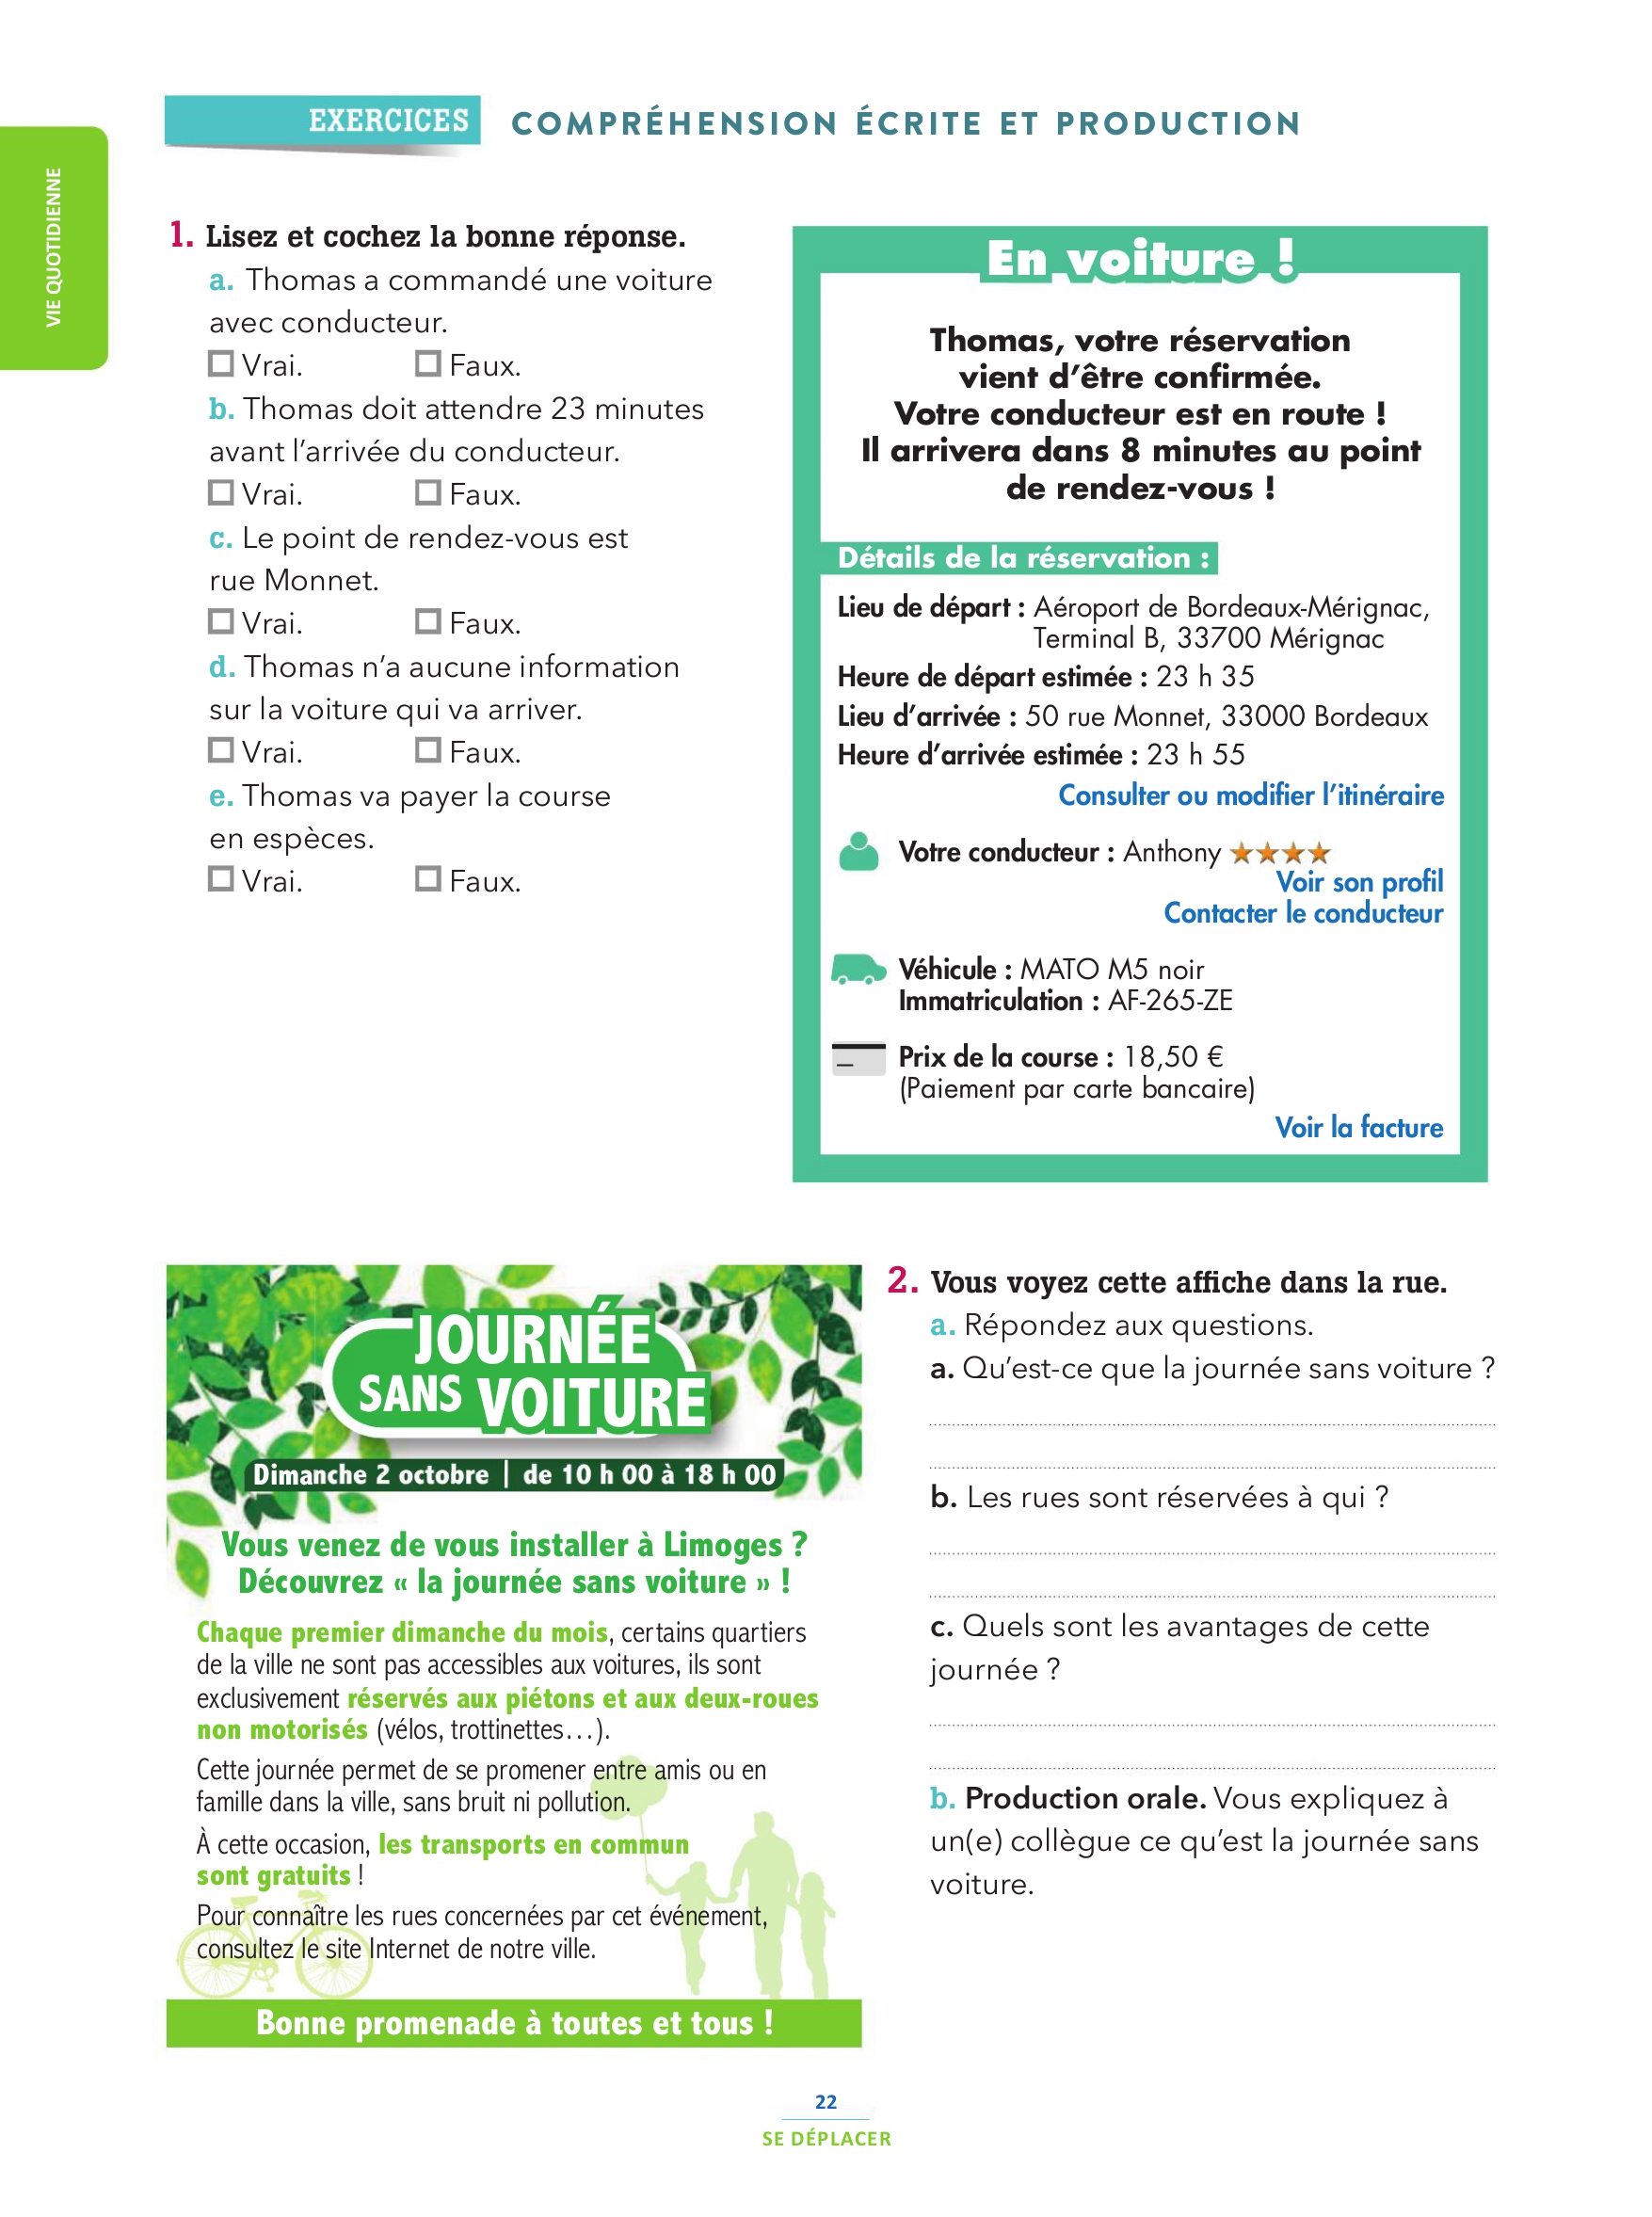 EXERCICES COMPRÉHENSION ÉCRITE ET PRODUCTION
VIE QUOTIDIENNE
1. Lisez et cochez la bonne réponse.
a. Thomas a commandé une voiture
avec conducteur.
Vrai. Faux.
b. Thomas doit attendre 23 minutes
avant l’arrivée du conducteur.
Vrai. Faux.
c. Le point de rendez-vous est
rue Monnet.
Vrai. Faux.
d. Thomas n’a aucune information
sur la voiture qui va arriver.
Vrai. Faux.
e. Thomas va payer la course
en espèces.
Vrai. Faux.
En voiture !
Thomas, votre réservation
vient d’être confirmée.
Votre conducteur est en route !
Il arrivera dans 8 minutes au point
de rendez-vous !
Détails de la réservation :
Lieu de départ : Aéroport de Bordeaux-Mérignac,
Terminal B, 33700 Mérignac
Heure de départ estimée : 23 h 35
Lieu d’arrivée : 50 rue Monnet, 33000 Bordeaux
Heure d’arrivée estimée : 23 h 55
Consulter ou modifier l’itinéraire
Votre conducteur : Anthony ★★★★
Voir son profil
Contacter le conducteur
Véhicule : MATO M5 noir
Immatriculation : AF-265-ZE
Prix de la course : 18,50 €
(Paiement par carte bancaire)
Voir la facture
JOURNÉE
SANS VOITURE
Dimanche 2 octobre | de 10 h 00 à 18 h 00
Vous venez de vous installer à Limoges ?
Découvrez « la journée sans voiture » !
Chaque premier dimanche du mois, certains quartiers
de la ville ne sont pas accessibles aux voitures, ils sont
exclusivement réservés aux piétons et aux deux-roues
non motorisés (vélos, trottinettes…).
Cette journée permet de se promener entre amis ou en
famille dans la ville, sans bruit ni pollution.
À cette occasion, les transports en commun
sont gratuits !
Pour connaître les rues concernées par cet événement,
consultez le site Internet de notre ville.
Bonne promenade à toutes et tous !
2. Vous voyez cette affiche dans la rue.
a. Répondez aux questions.
a. Qu’est-ce que la journée sans voiture ?
b. Les rues sont réservées à qui ?
c. Quels sont les avantages de cette
journée ?
b. Production orale. Vous expliquez à
un(e) collègue ce qu’est la journée sans
voiture.
22
SE DÉPLACER